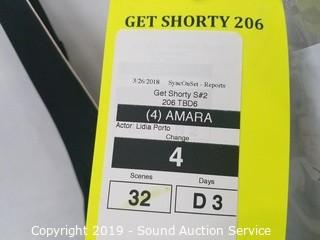 GET SHORTY 206
3/26/2018 SyncOnSet - Reports
Get Shorty S#2
206 TBD6
(4) AMARA
Actor: Lidia Porto
Change
4
Scenes Days
32 D 3
Copyright 2019 - Sound Auction Service